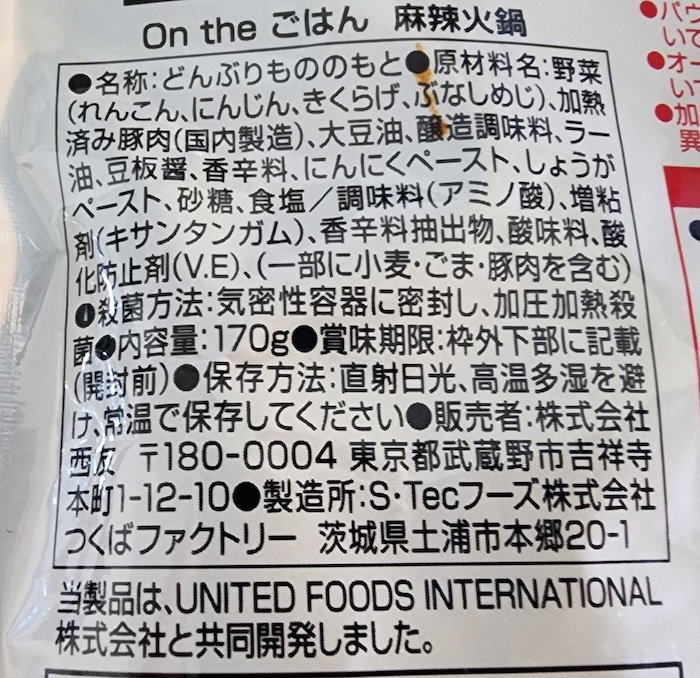 On the ごはん 麻辣火鍋
●名称:どんぶりもののもと●原材料名:野菜
(れんこん、にんじん、きくらげ、ぶなしめじ)、加熱
済み豚肉(国内製造)、大豆油、醸造調味料、ラー
油、豆板醤、香辛料、にんにくペースト、しょうが
ペースト、砂糖、食塩/調味料(アミノ酸)、増粘
剤(キサンタンガム)、香辛料抽出物、酸味料、酸
化防止剤(V.E)、(一部に小麦・ごま・豚肉を含む)
●殺菌方法:気密性容器に密封し、加圧加熱殺
菌●内容量:170g●賞味期限:枠外下部に記載
(開封前)●保存方法:直射日光、高温多湿を避
け、常温で保存してください●販売者:株式会社
西友 〒180-0004 東京都武蔵野市吉祥寺
本町1-12-10●製造所:S・Tecフーズ株式会社
つくばファクトリー 茨城県土浦市本郷20-1
当製品は、UNITED FOODS INTERNATIONAL
株式会社と共同開発しました。
●パウ
いて
●オー
いて
●加
異